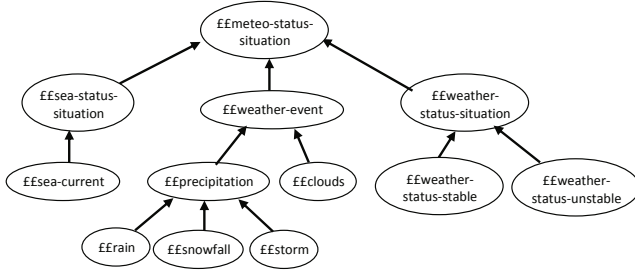 ££meteo-status-
situation
££sea-status-
situation
££weather-event
££weather-
status-situation
££sea-current
££precipitation
££clouds
££weather-
status-stable
££weather-
status-unstable
££rain
££snowfall
££storm